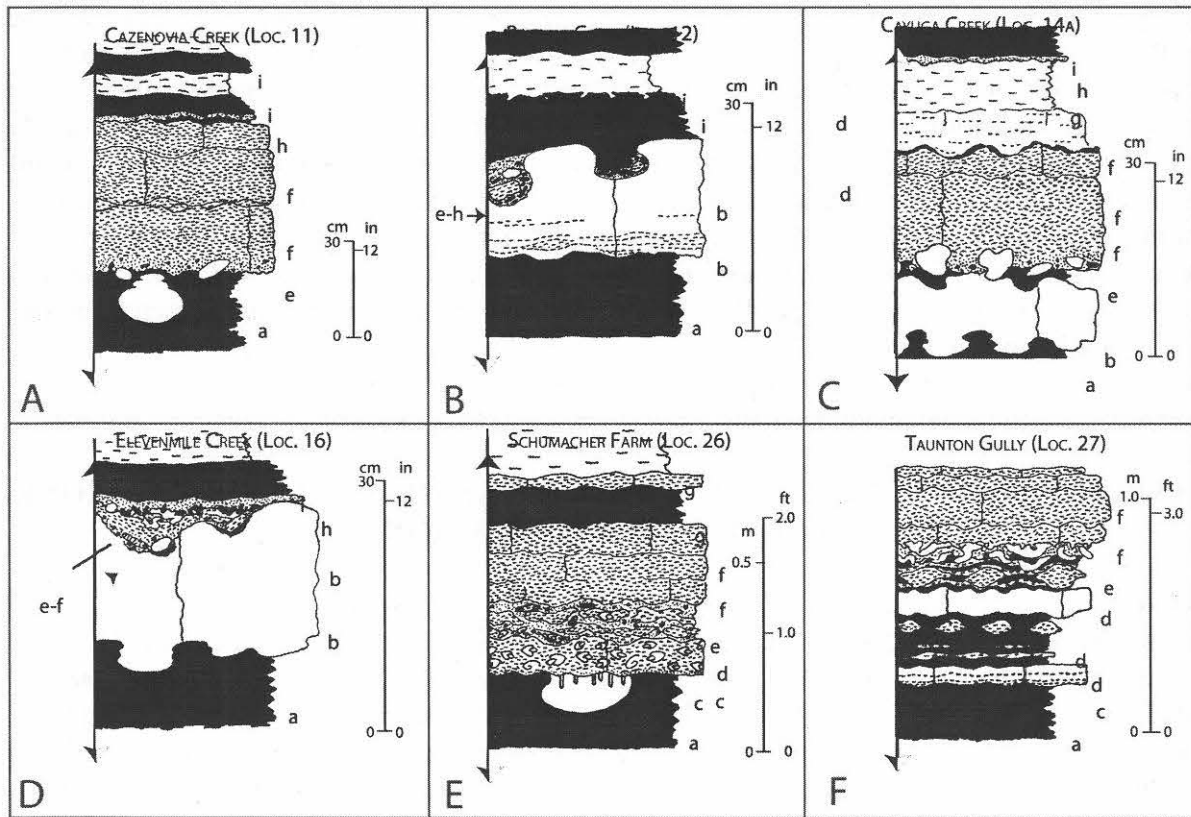 CAZENOVIA CREEK (LOC. 11)
i
i
h
f
f
e
a
cm in
30 12
0 0
A
2)
cm in
30
12
i
i
b
b
a
e-h
0 0
B
CAYUGA CREEK (LOC. 14A)
i
h
g
d
d
f
f
f
e
b
a
cm in
30
12
0 0
C
ELEVENMILE CREEK (LOC. 16)
cm in
30
12
h
b
b
a
e-f
0 0
D
SCHUMACHER FARM (LOC. 26)
g
g
f
f
e
d
c c
a
ft
2.0
m
0.5
1.0
0 0
E
TAUNTON GULLY (LOC. 27)
m ft
1.0
3.0
f
f
e
d
d
d
c
a
0 0
F